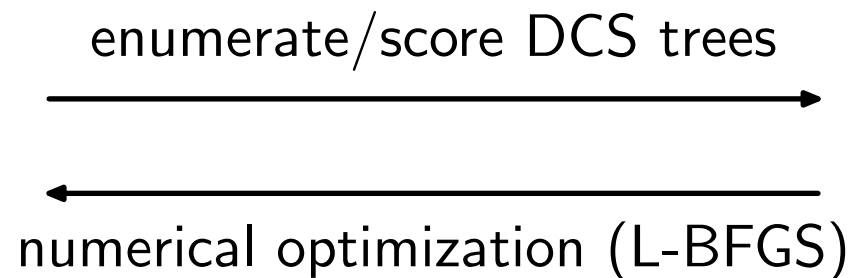 enumerate/score DCS trees
numerical optimization (L-BFGS)